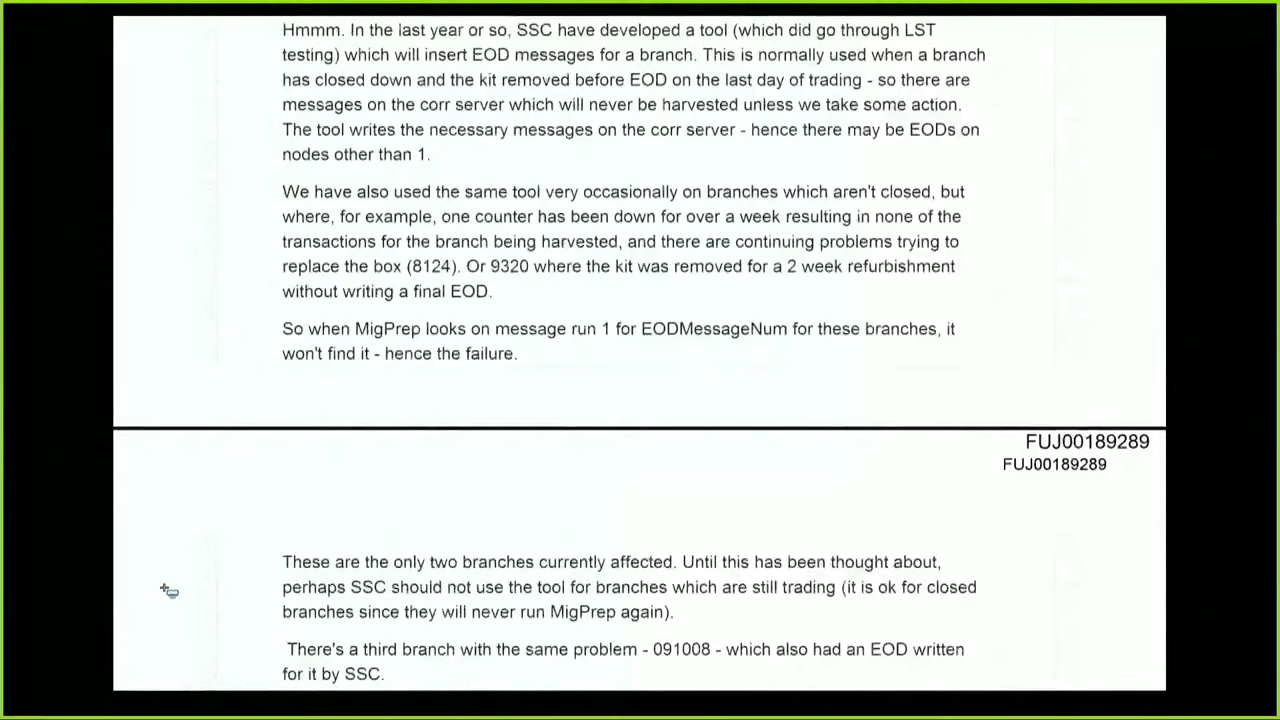 Hmmm. In the last year or so, SSC have developed a tool (which did go through LST
testing) which will insert EOD messages for a branch. This is normally used when a branch
has closed down and the kit removed before EOD on the last day of trading - so there are
messages on the corr server which will never be harvested unless we take some action.
The tool writes the necessary messages on the corr server - hence there may be EODs on
nodes other than 1.
We have also used the same tool very occasionally on branches which aren't closed, but
where, for example, one counter has been down for over a week resulting in none of the
transactions for the branch being harvested, and there are continuing problems trying to
replace the box (8124). Or 9320 where the kit was removed for a 2 week refurbishment
without writing a final EOD.
So when MigPrep looks on message run 1 for EODMessageNum for these branches, it
won't find it - hence the failure.
FUJ00189289
FUJ00189289
These are the only two branches currently affected. Until this has been thought about,
perhaps SSC should not use the tool for branches which are still trading (it is ok for closed
branches since they will never run MigPrep again).
There's a third branch with the same problem - 091008 - which also had an EOD written
for it by SSC.